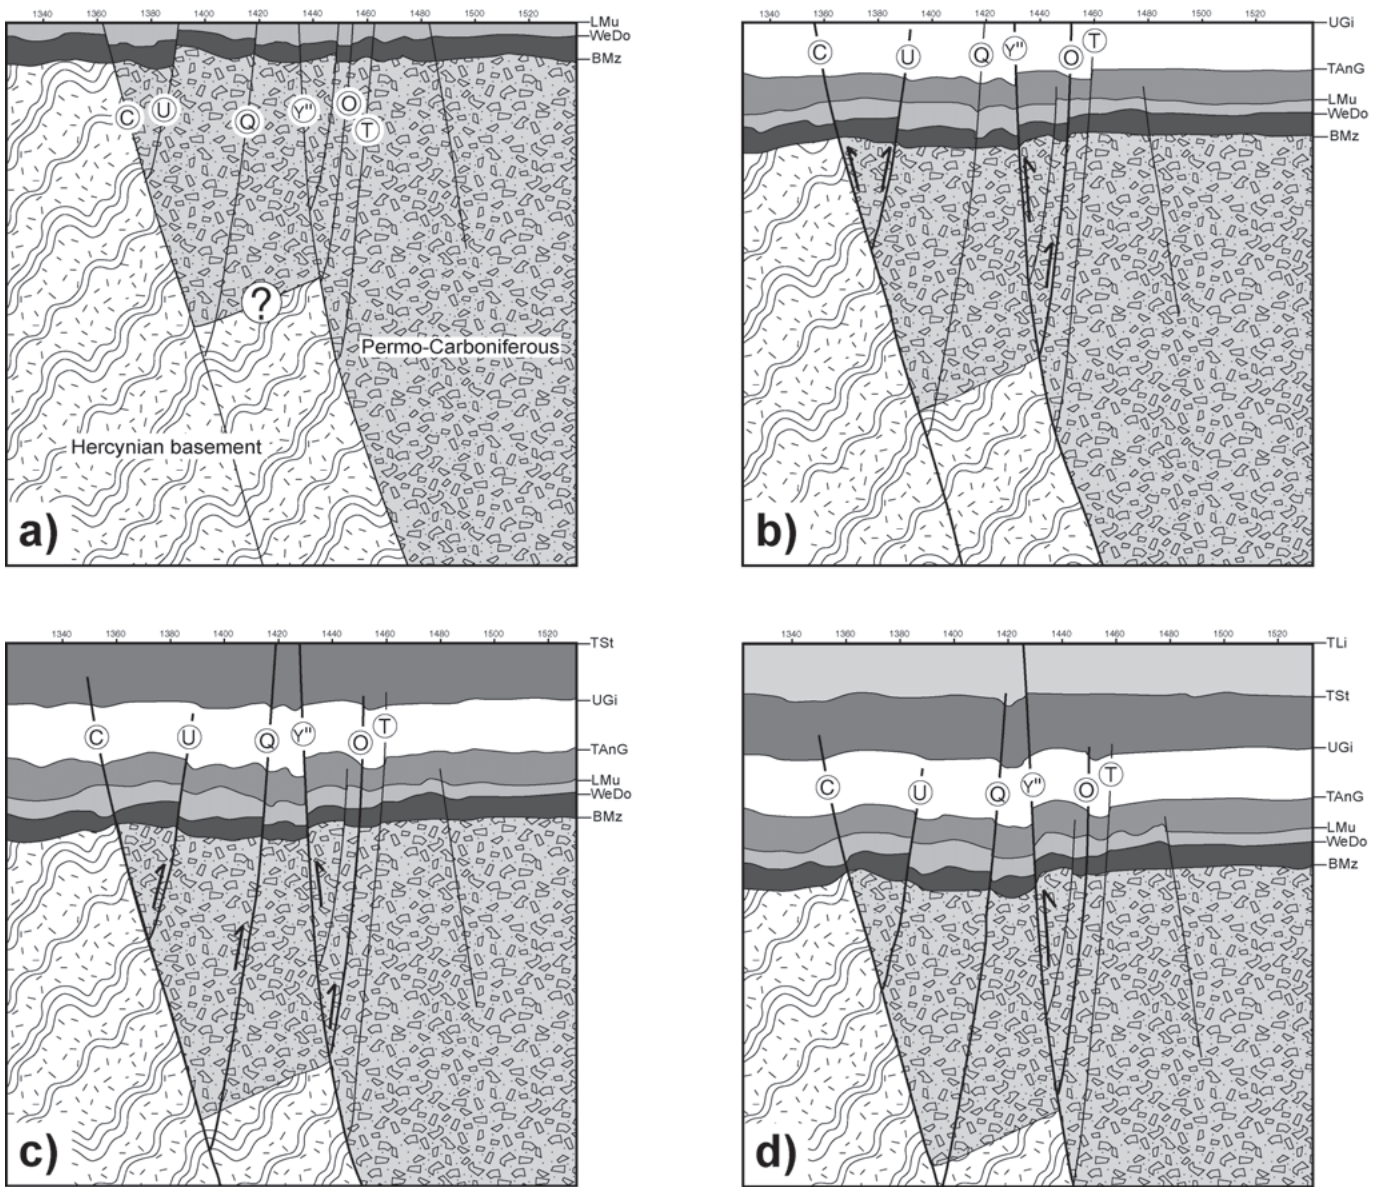 1340 1360 1380 1400 1420 1440 1460 1480 1500 1520
LMu
WeDo
BMz
C U Q Y" O T
?
Permo-Carboniferous
Hercynian basement
a)
1340 1360 1380 1400 1420 1440 1460 1480 1500 1520
UGi
C U Q Y" O T
TAnG
LMu
WeDo
BMz
b)
1340 1360 1380 1400 1420 1440 1460 1480 1500 1520
TSt
UGi
C U Q Y" O T
TAnG
LMu
WeDo
BMz
c)
1340 1360 1380 1400 1420 1440 1460 1480 1500 1520
TLi
TSt
UGi
C U Q Y" O T
TAnG
LMu
WeDo
BMz
d)